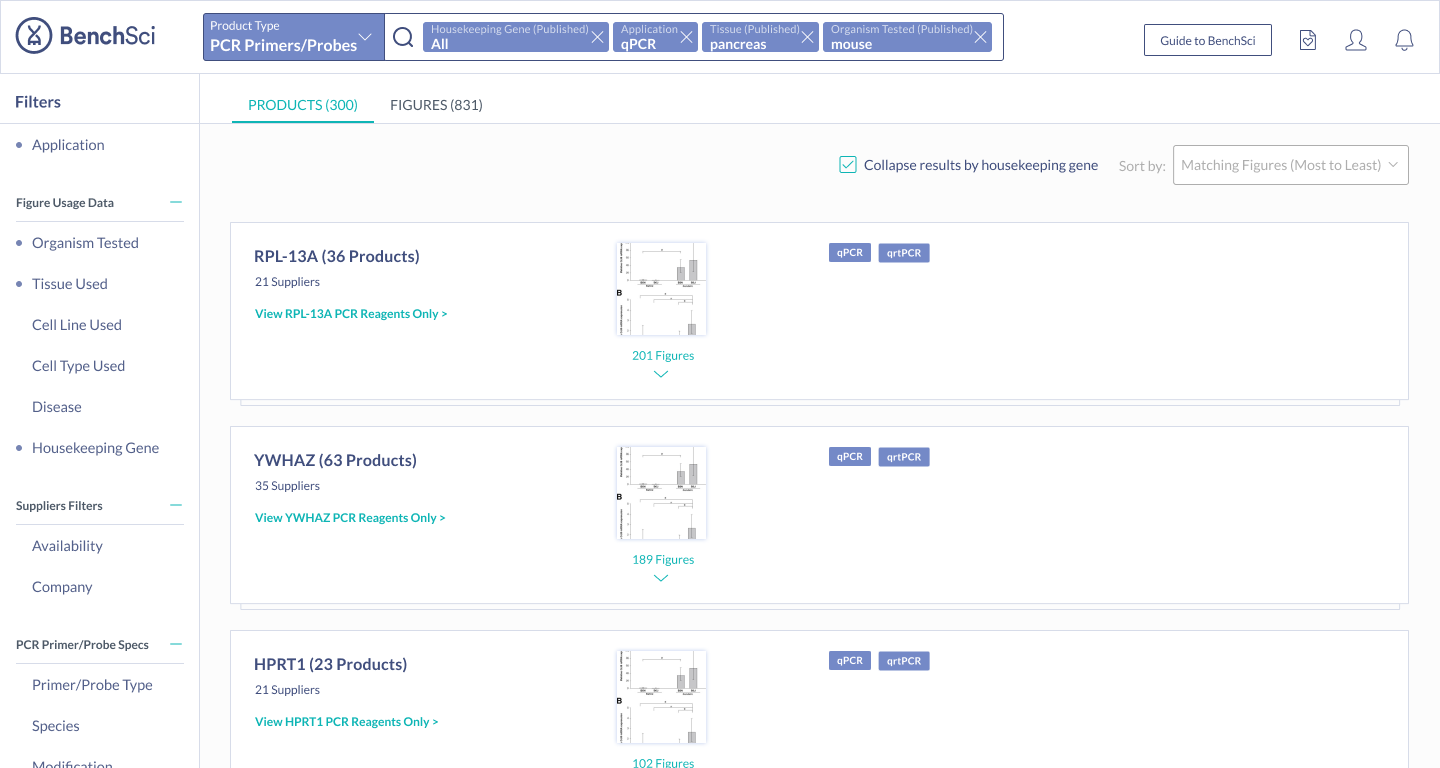 BenchSci
Product Type
PCR Primers/Probes
Housekeeping Gene (Published)
All
Application
qPCR
Tissue (Published)
pancreas
Organism Tested (Published)
mouse
Guide to BenchSci
Filters
PRODUCTS (300)
FIGURES (831)
Application
Figure Usage Data
Organism Tested
Tissue Used
Cell Line Used
Cell Type Used
Disease
Housekeeping Gene
Suppliers Filters
Availability
Company
PCR Primer/Probe Specs
Primer/Probe Type
Species
Modification
Collapse results by housekeeping gene
Sort by:
Matching Figures (Most to Least)
RPL-13A (36 Products)
21 Suppliers
View RPL-13A PCR Reagents Only >
B
201 Figures
qPCR
qrtPCR
YWHAZ (63 Products)
35 Suppliers
View YWHAZ PCR Reagents Only >
B
189 Figures
qPCR
qrtPCR
HPRT1 (23 Products)
21 Suppliers
View HPRT1 PCR Reagents Only >
B
102 Figures
qPCR
qrtPCR